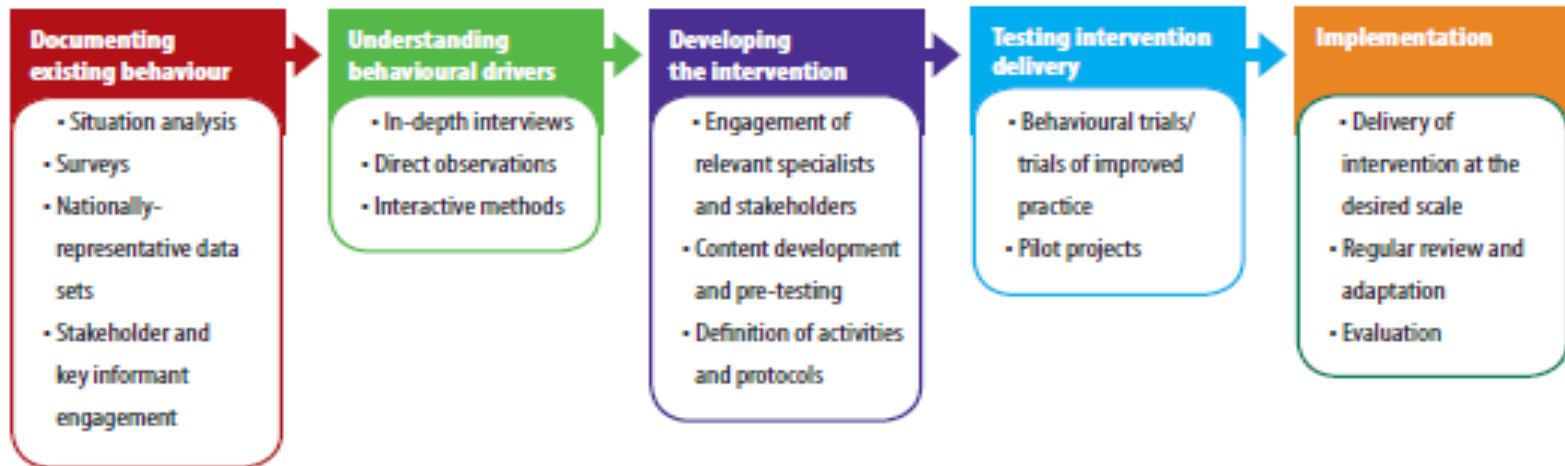 Documenting
existing behaviour
• Situation analysis
• Surveys
• Nationally-
representative data
sets
• Stakeholder and
key informant
engagement
Understanding
behavioural drivers
• In-depth interviews
• Direct observations
• Interactive methods
Developing
the intervention
• Engagement of
relevant specialists
and stakeholders
• Content development
and pre-testing
• Definition of activities
and protocols
Testing intervention
delivery
• Behavioural trials/
trials of improved
practice
• Pilot projects
Implementation
• Delivery of
intervention at the
desired scale
• Regular review and
adaptation
• Evaluation